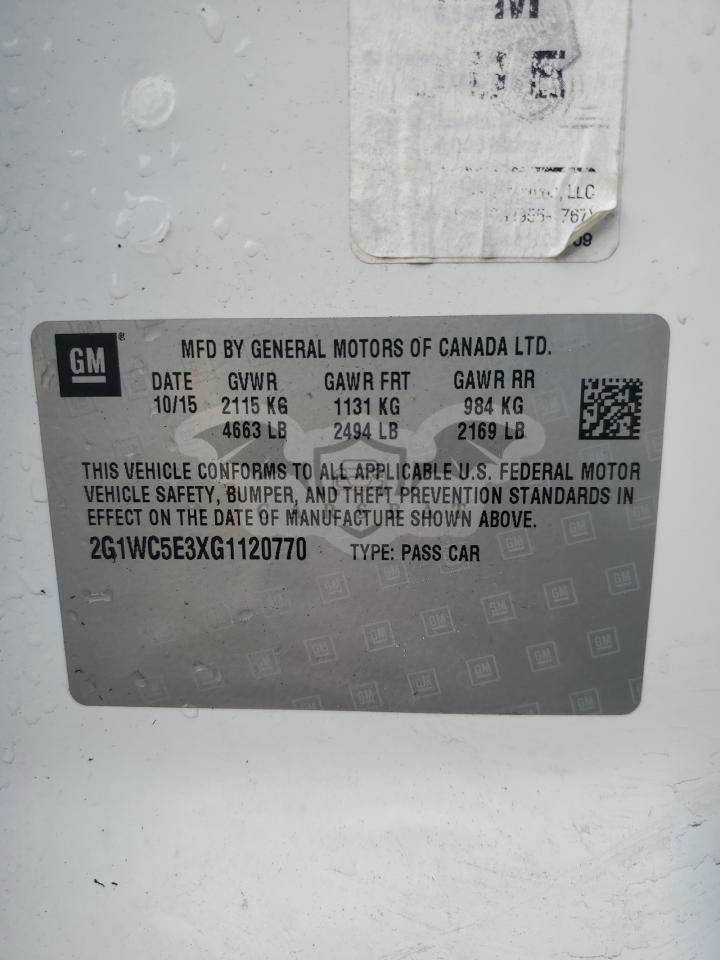 M
U E
, LLC
09
GM ®
MFD BY GENERAL MOTORS OF CANADA LTD.
DATE GVWR GAWR FRT GAWR RR
10/15 2115 KG 1131 KG 984 KG
4663 LB 2494 LB 2169 LB
THIS VEHICLE CONFORMS TO ALL APPLICABLE U.S. FEDERAL MOTOR
VEHICLE SAFETY, BUMPER, AND THEFT PREVENTION STANDARDS IN
EFFECT ON THE DATE OF MANUFACTURE SHOWN ABOVE.
2G1WC5E3XG1120770 TYPE: PASS CAR